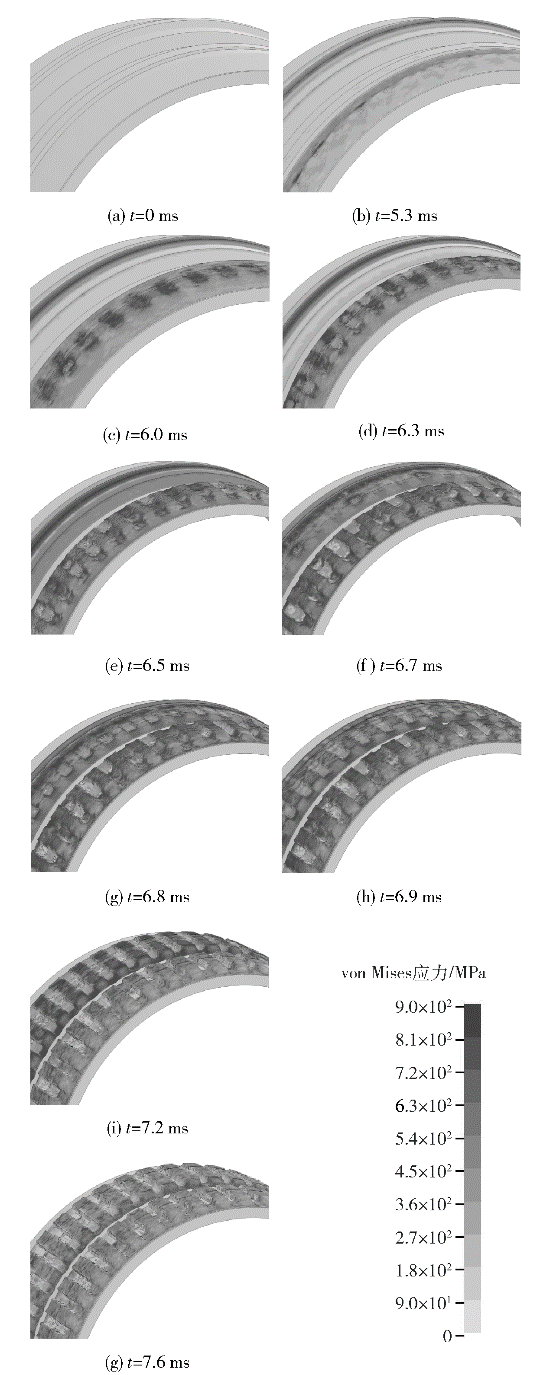 (a) t=0 ms
(b) t=5.3 ms
(c) t=6.0 ms
(d) t=6.3 ms
(e) t=6.5 ms
(f) t=6.7 ms
(g) t=6.8 ms
(h) t=6.9 ms
(i) t=7.2 ms
von Mises应力/MPa
9.0×10²
8.1×10²
7.2×10²
6.3×10²
5.4×10²
4.5×10²
3.6×10²
2.7×10²
1.8×10²
9.0×10¹
0
(g) t=7.6 ms